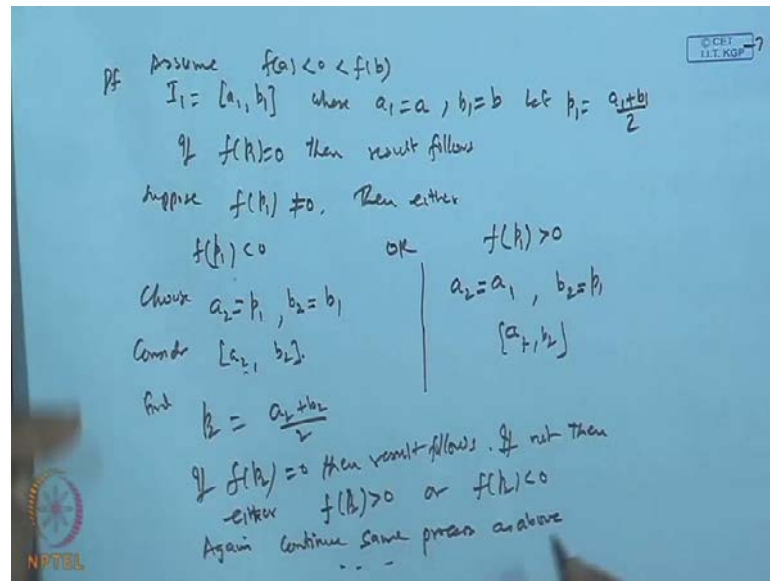 © CET
I.I.T. KGP
Pf Assume f(a) < 0 < f(b)
I₁ = [a₁, b₁] where a₁ = a, b₁ = b Let p₁ = (a₁+b₁)/2
If f(p₁)=0 then result follows
Suppose f(p₁) ≠ 0. Then either
f(p₁) < 0 OR f(p₁) > 0
Choose a₂ = p₁, b₂ = b₁ a₂ = a₁, b₂ = p₁
Consider [a₂, b₂]. [a₂, b₂]
find p₂ = (a₂+b₂)/2
If f(p₂) = 0 then result follows. If not then
either f(p₂) > 0 or f(p₂) < 0
Again continue same process as above
. . -
NPTEL